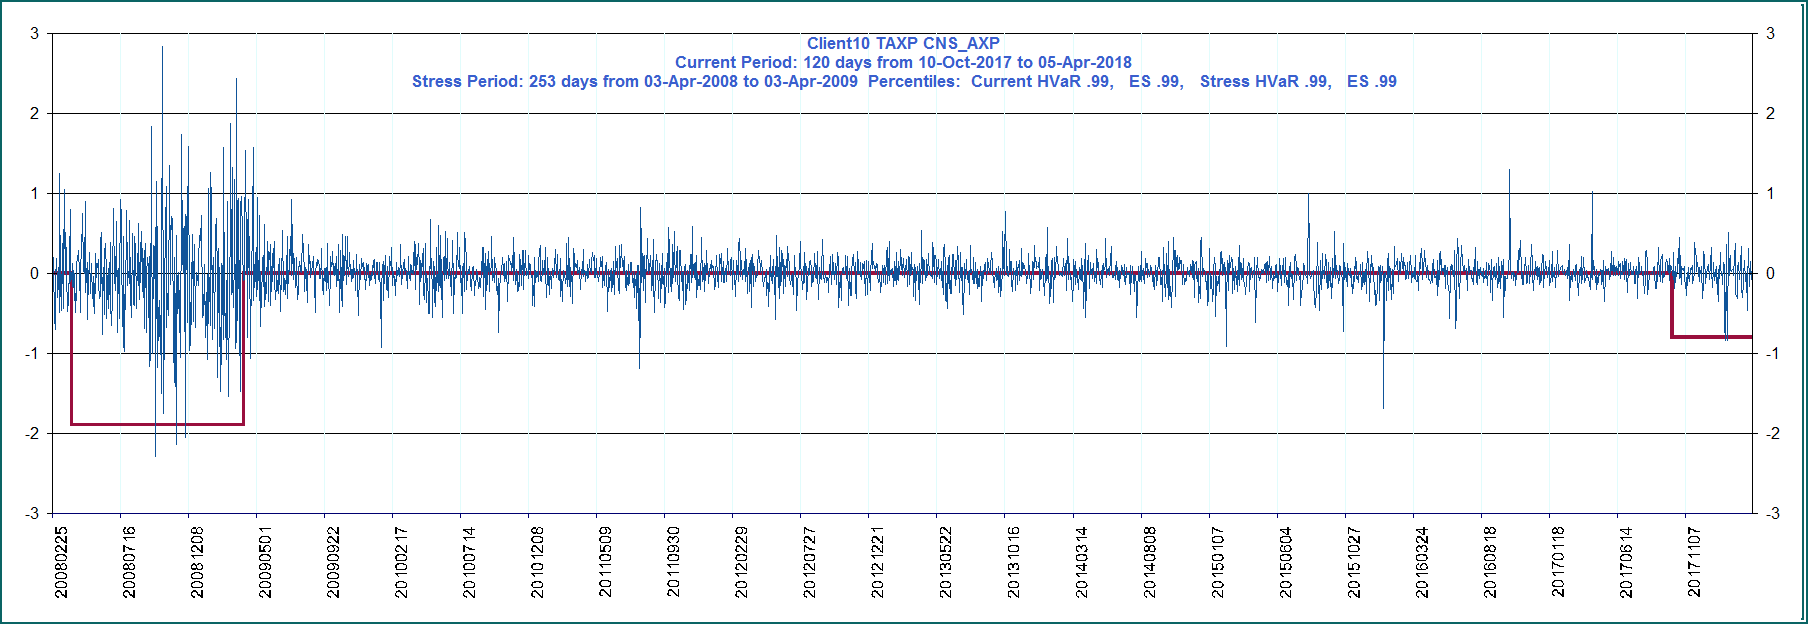 Client10 TAXP CNS_AXP
Current Period: 120 days from 10-Oct-2017 to 05-Apr-2018
Stress Period: 253 days from 03-Apr-2008 to 03-Apr-2009 Percentiles: Current HVaR .99, ES .99, Stress HVaR .99, ES .99
3 3
2 2
1 1
0 0
-1 -1
-2 -2
-3 -3
20080225 20080716 20081208 20090501 20090922 20100217 20100714 20101208 20110509 20110930 20120229 20120727 20121221 20130522 20131016 20140314 20140808 20150107 20150604 20151027 20160324 20160818 20170118 20170614 20171107